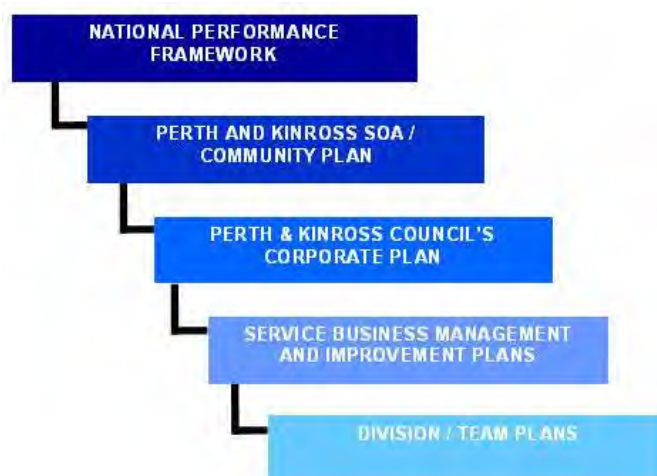 NATIONAL PERFORMANCE
FRAMEWORK
PERTH AND KINROSS SOA /
COMMUNITY PLAN
PERTH & KINROSS COUNCIL'S
CORPORATE PLAN
SERVICE BUSINESS MANAGEMENT
AND IMPROVEMENT PLANS
DIVISION / TEAM PLANS